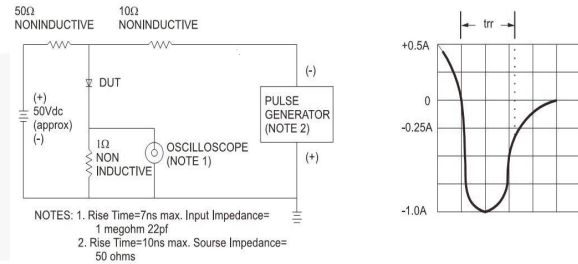 50Ω
NONINDUCTIVE
10Ω
NONINDUCTIVE
trr
+0.5A
(-)
DUT
(+)
50Vdc
(approx)
(-)
PULSE
GENERATOR
(NOTE 2)
0
-0.25A
1Ω
NON
INDUCTIVE
OSCILLOSCOPE
(NOTE 1)
(+)
-1.0A
NOTES: 1. Rise Time=7ns max. Input Impedance=
1 megohm 22pf
2. Rise Time=10ns max. Sourse Impedance=
50 ohms